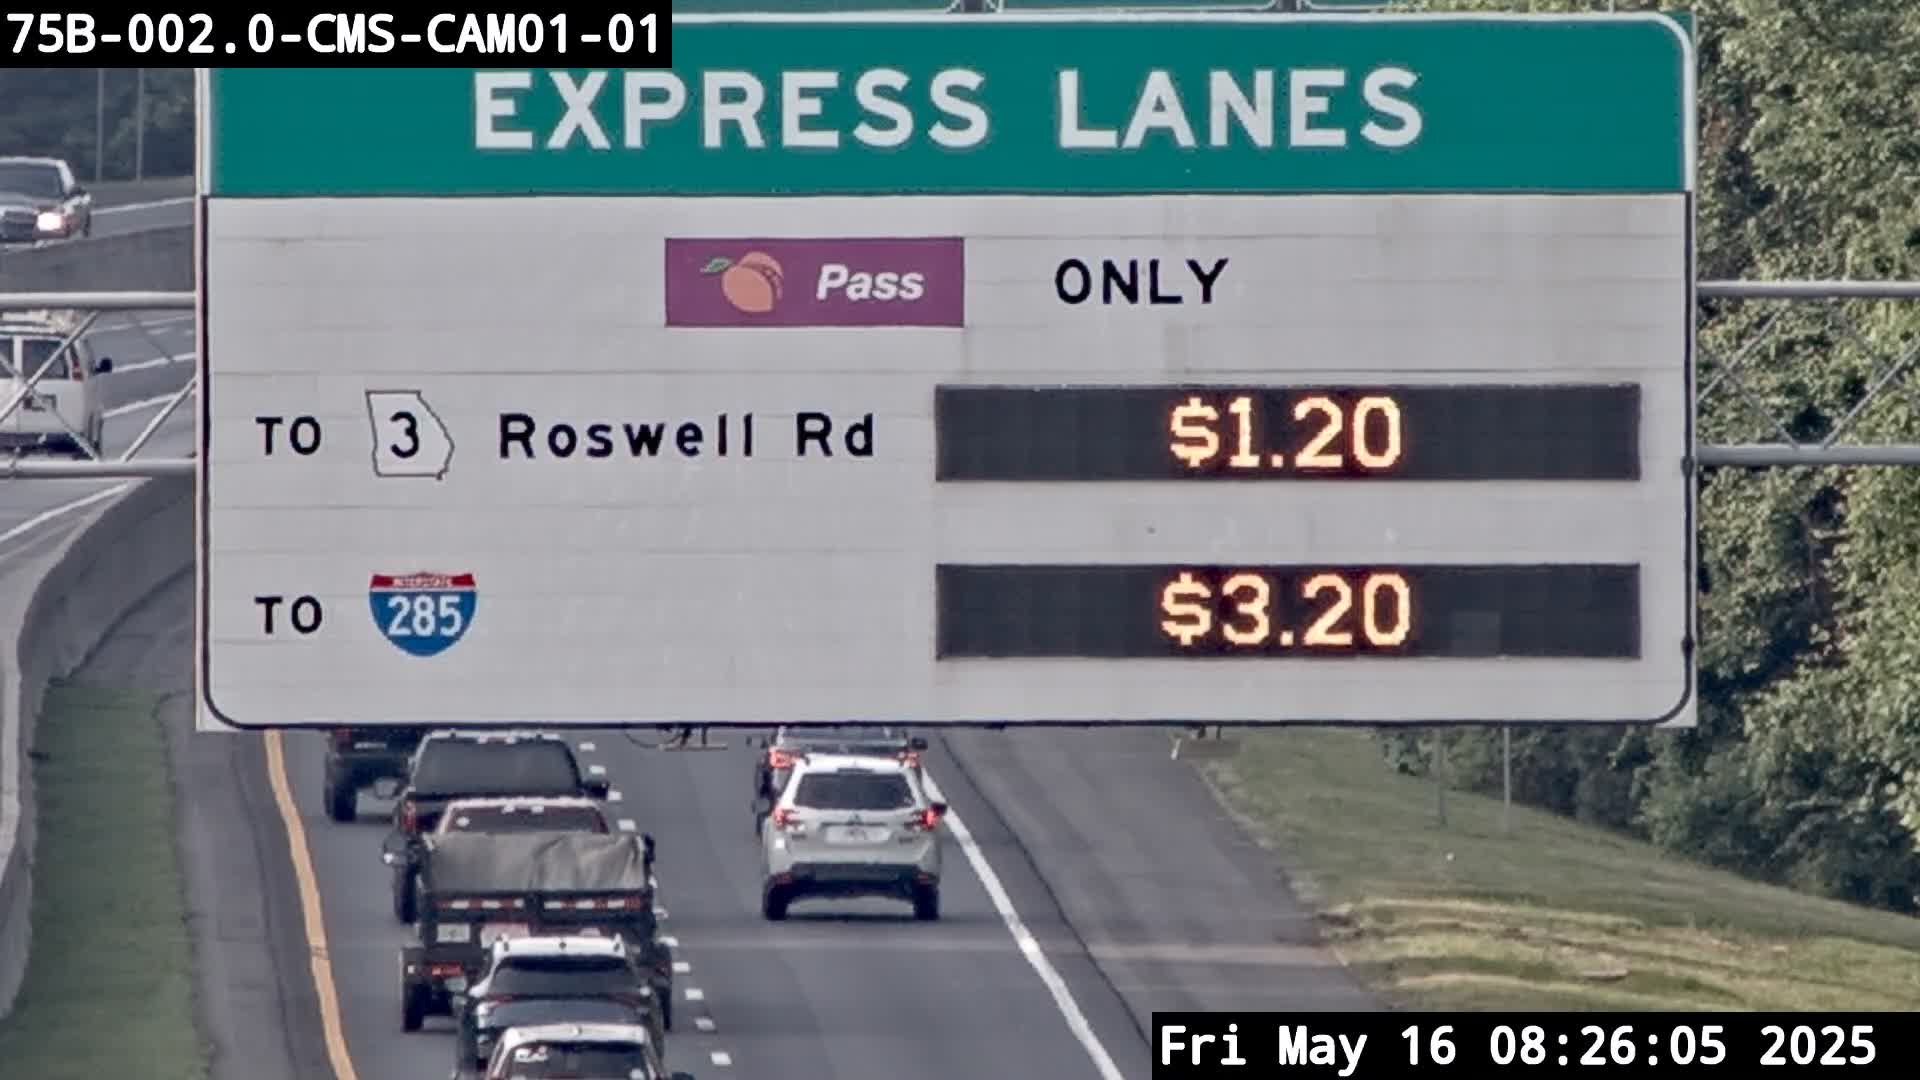 75B-002.0-CMS-CAM01-01
EXPRESS LANES
Pass ONLY
TO 3 Roswell Rd $1.20
INTERSTATE
TO 285 $3.20
Fri May 16 08:26:05 2025